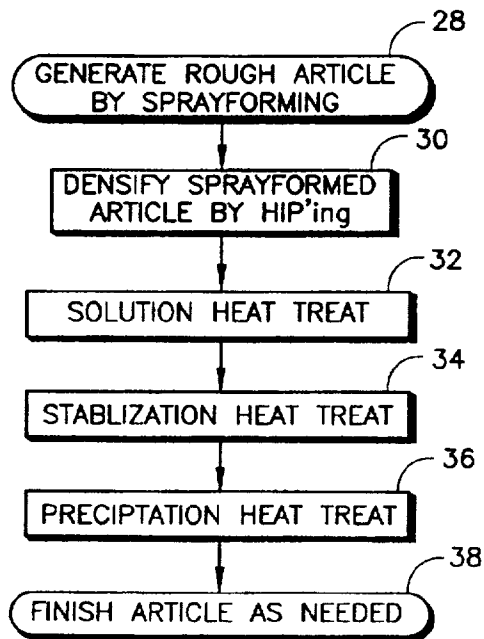 28
GENERATE ROUGH ARTICLE
BY SPRAYFORMING
30
DENSIFY SPRAYFORMED
ARTICLE BY HIP'ing
32
SOLUTION HEAT TREAT
34
STABLIZATION HEAT TREAT
36
PRECIPTATION HEAT TREAT
38
FINISH ARTICLE AS NEEDED